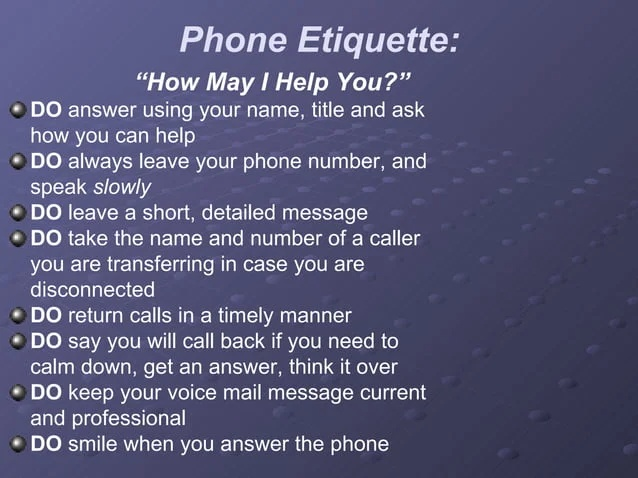 Phone Etiquette:
“How May I Help You?”
DO answer using your name, title and ask
how you can help
DO always leave your phone number, and
speak slowly
DO leave a short, detailed message
DO take the name and number of a caller
you are transferring in case you are
disconnected
DO return calls in a timely manner
DO say you will call back if you need to
calm down, get an answer, think it over
DO keep your voice mail message current
and professional
DO smile when you answer the phone